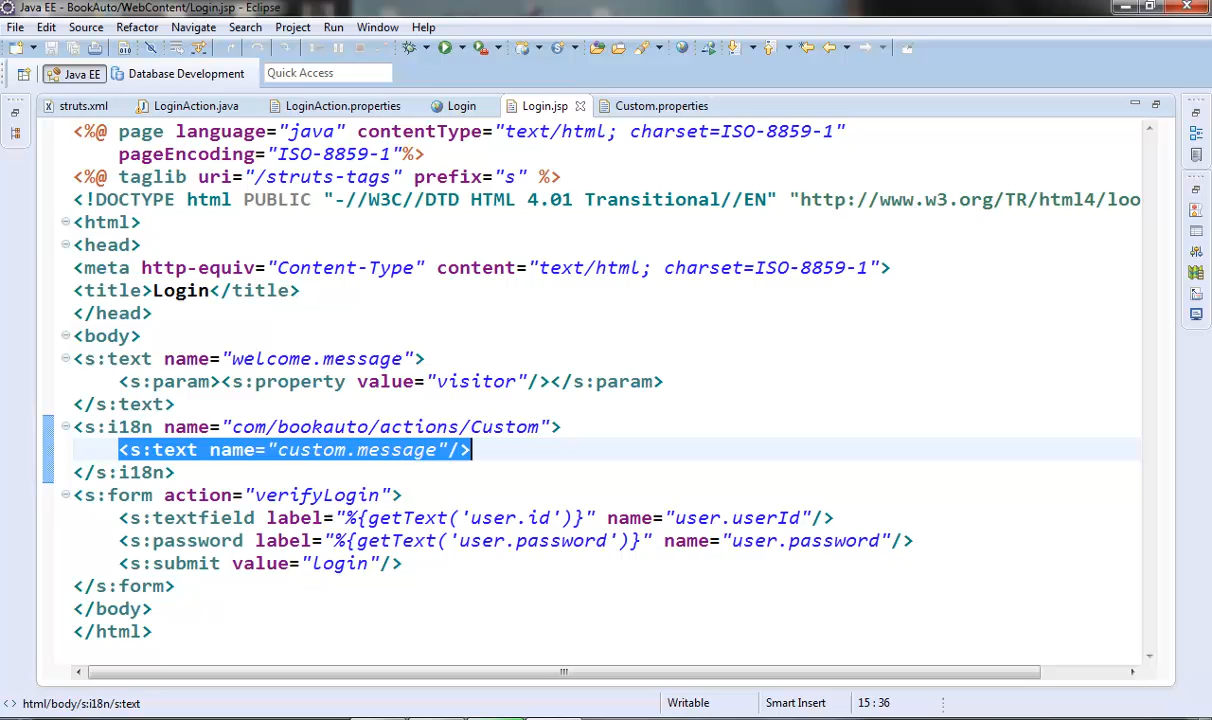 Java EE - BookAuto/WebContent/Login.jsp - Eclipse
File Edit Source Refactor Navigate Search Project Run Window Help
Java EE Database Development Quick Access
struts.xml LoginAction.java LoginAction.properties Login Login.jsp Custom.properties
<%@ page language="java" contentType="text/html; charset=ISO-8859-1"
pageEncoding="ISO-8859-1"%>
<%@ taglib uri="/struts-tags" prefix="s" %>
<!DOCTYPE html PUBLIC "-//W3C//DTD HTML 4.01 Transitional//EN" "http://www.w3.org/TR/html4/loo
<html>
<head>
<meta http-equiv="Content-Type" content="text/html; charset=ISO-8859-1">
<title>Login</title>
</head>
<body>
<s:text name="welcome.message">
<s:param><s:property value="visitor"/></s:param>
</s:text>
<s:i18n name="com/bookauto/actions/Custom">
<s:text name="custom.message"/>
</s:i18n>
<s:form action="verifyLogin">
<s:textfield label="%{getText('user.id')}" name="user.userId"/>
<s:password label="%{getText('user.password')}" name="user.password"/>
<s:submit value="login"/>
</s:form>
</body>
</html>
html/body/s:i18n/s:text Writable Smart Insert 15 : 36